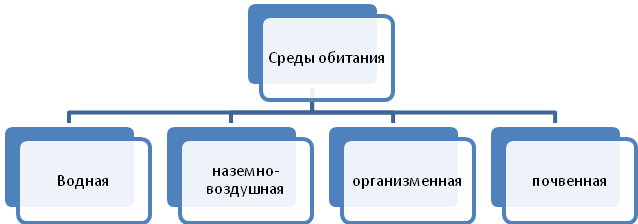 Среды обитания
Водная
наземно-
воздушная
организменная
почвенная